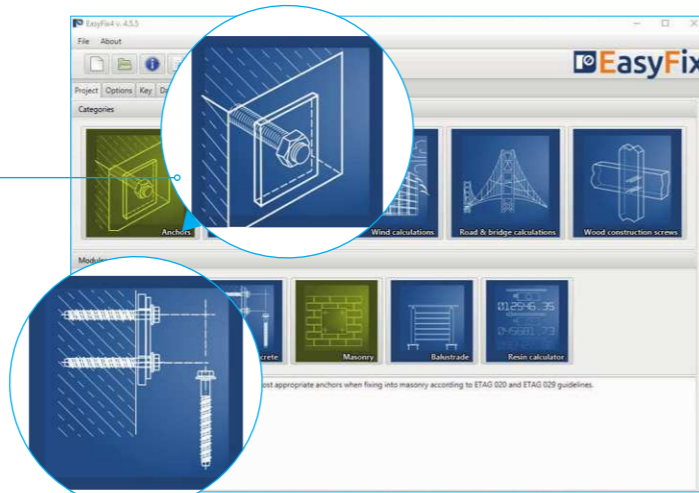 EasyFix4 v. 4.5.5
File About
EasyFix
Project Options Key
Categories
Anchors
Wind calculations
Road & bridge calculations
Wood construction screws
Masonry
Balustrade
012546.35
Resin calculator
appropriate anchors when fixing into masonry according to ETAG 020 and ETAG 029 guidelines.